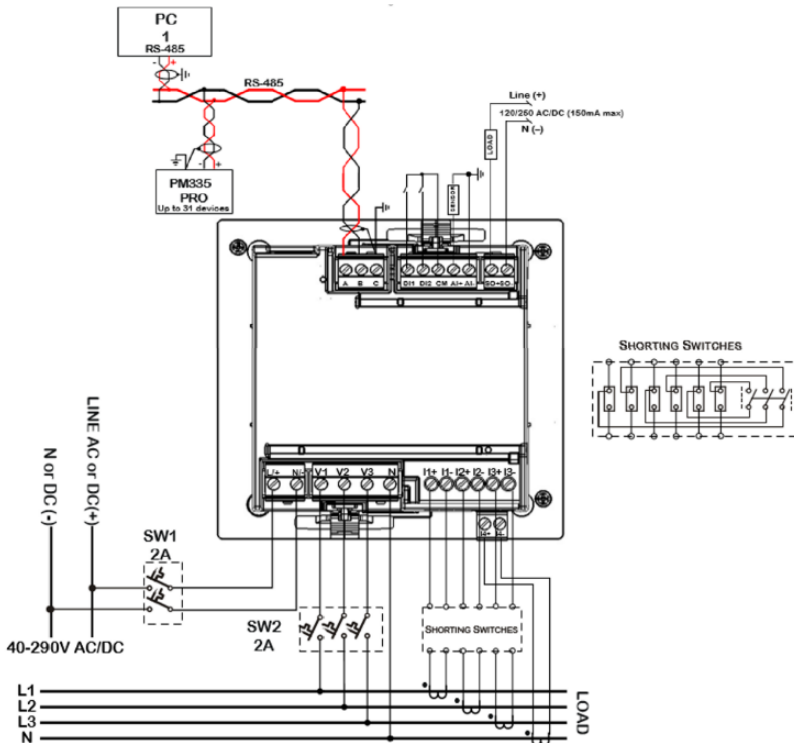 PC
1
RS-485
- +
RS-485
Line (+)
120/250 AC/DC (150mA max)
N (-)
LOAD
SENSOR
- +
PM335
PRO
Up to 31 devices
A B C DI1 DI2 CM AI+ AI- SO+ SO-
SHORTING SWITCHES
LINE AC or DC(+)
N or DC (-)
L/+ N/- V1 V2 V3 N I1+ I1- I2+ I2- I3+ I3-
I4+ I4-
SW1
2A
SW2
2A
SHORTING SWITCHES
40-290V AC/DC
L1
L2
L3
N
LOAD